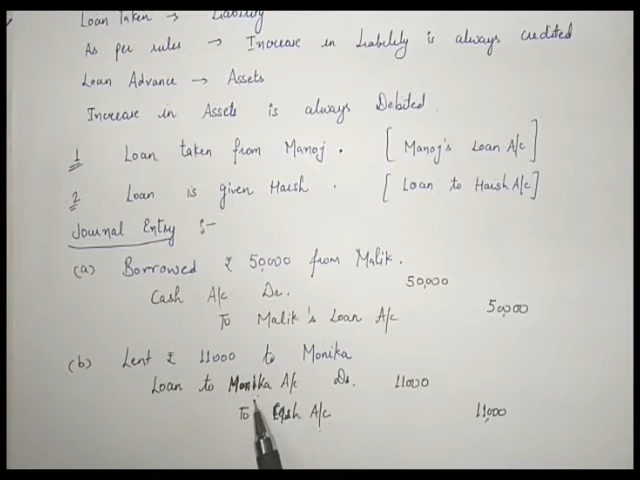 Loan Taken → Liability
As per rules → Increase in Liability is always credited
Loan Advance → Assets
Increase in Assets is always Debited.
1 Loan taken from Manoj. [Manoj's Loan A/c]
2 Loan is given Harsh. [Loan to Harsh A/c]
Journal Entry :-
(a) Borrowed ₹ 50,000 from Malik.
Cash A/c Dr. 50,000
To Malik's Loan A/c 50,000
(b) Lent ₹ 11000 to Monika
Loan to Monika A/c Dr. 11000
To Cash A/c 11,000